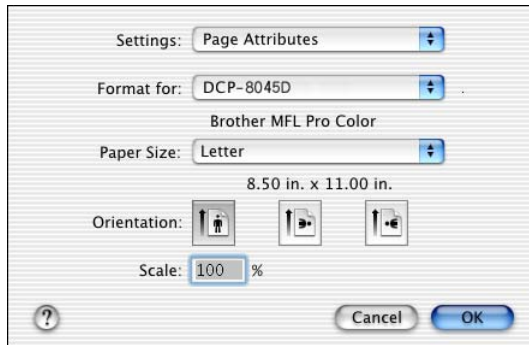 Settings: Page Attributes
Format for: DCP-8045D
Brother MFL Pro Color
Paper Size: Letter
8.50 in. x 11.00 in.
Orientation:
Scale: 100 %
? Cancel OK